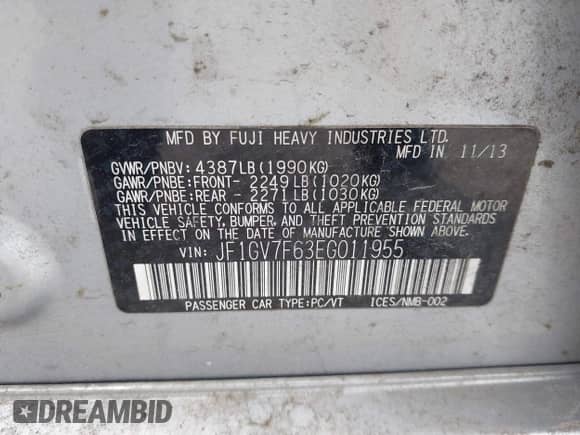 MFD BY FUJI HEAVY INDUSTRIES LTD.
MFD IN 11/13
GVWR/PNBV: 4387LB(1990KG)
GAWR/PNBE:FRONT- 2249LB(1020KG)
GAWR/PNBE:REAR - 2271LB(1030KG)
THIS VEHICLE CONFORMS TO ALL APPLICABLE FEDERAL MOTOR
VEHICLE SAFETY, BUMPER, AND THEFT PREVENTION STANDARDS
IN EFFECT ON THE DATE OF MANUFACTURE SHOWN ABOVE.
VIN: JF1GV7F63EG011955
PASSENGER CAR TYPE:PC/VT ICES/NMB-002
DREAMBID